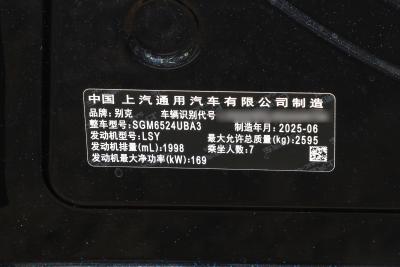 中国 上汽通用汽车有限公司制造
品牌:别克 车辆识别代号
整车型号:SGM6524UBA3 制造年月:2025-06
发动机型号:LSY 最大允许总质量(kg):2595
发动机排量(mL):1998 乘坐人数:7
发动机最大净功率(kW):169